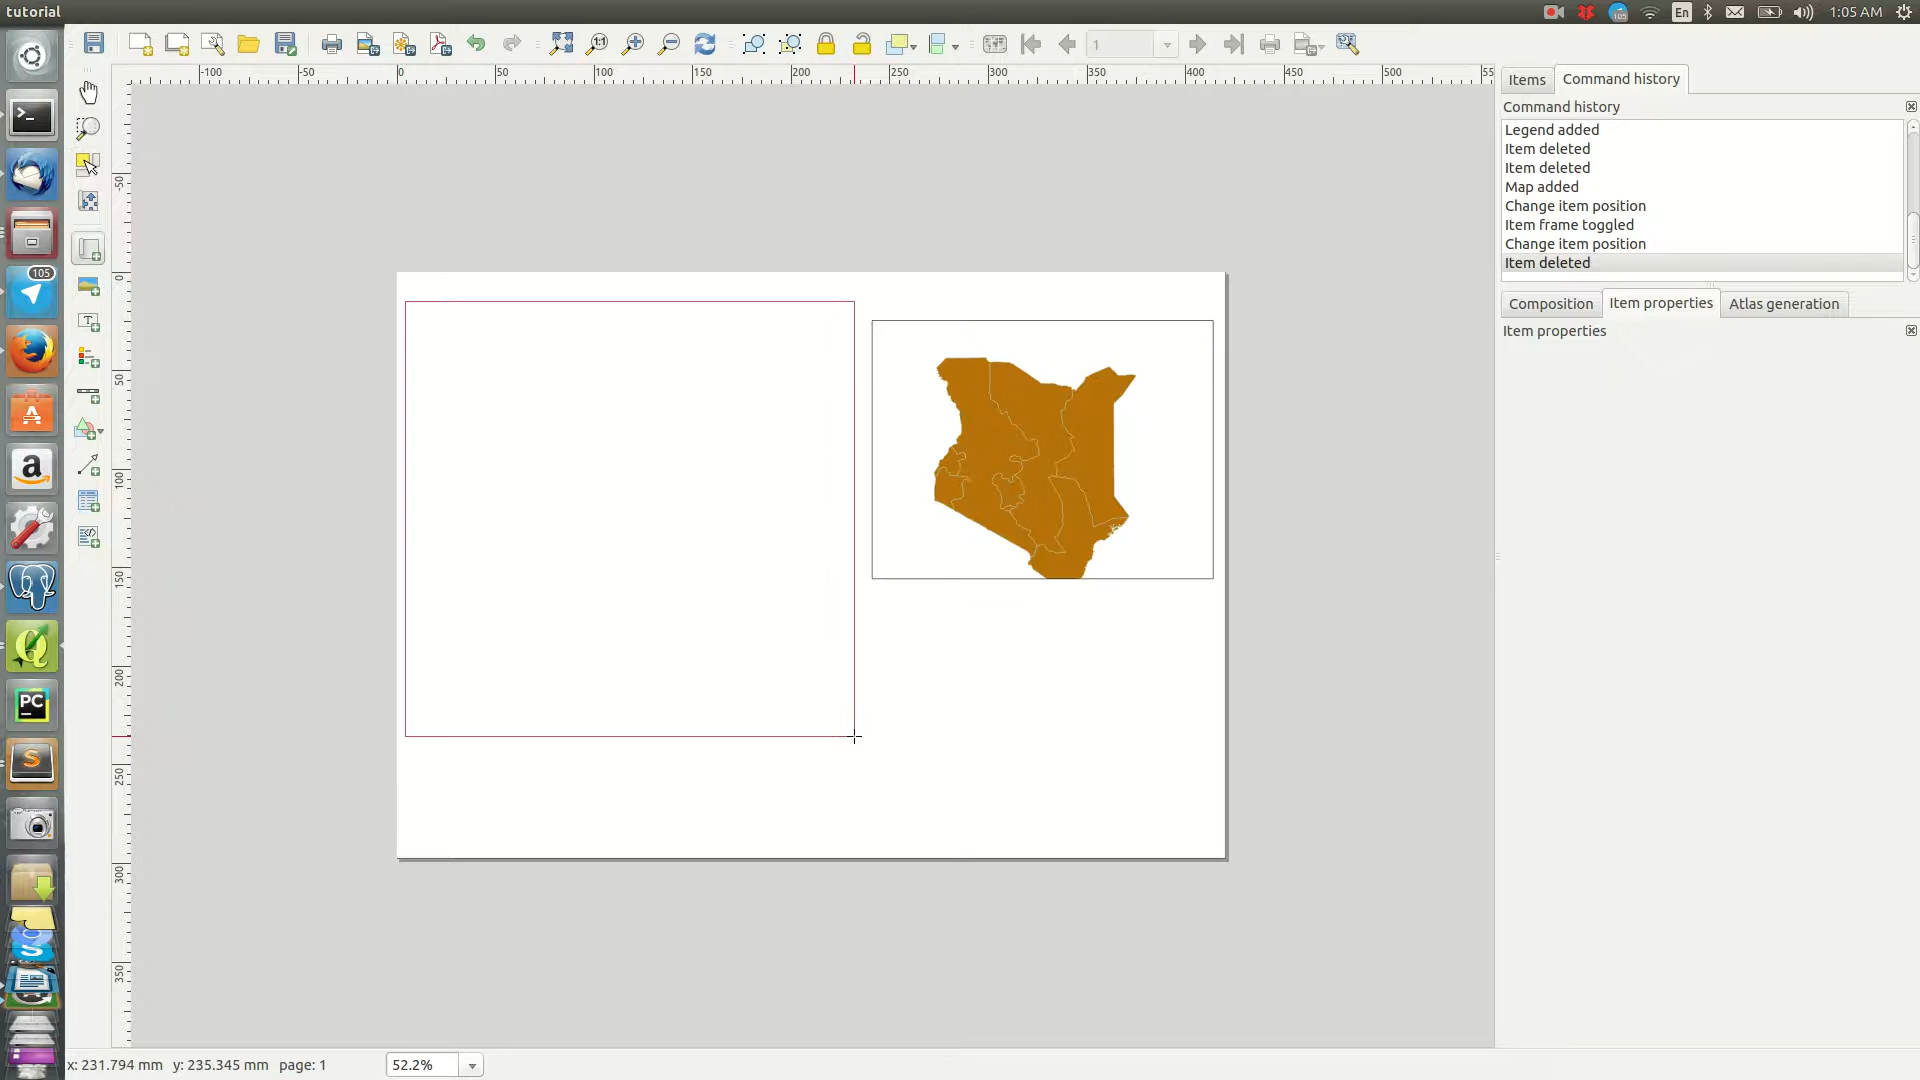 tutorial
En
1:05 AM
1
-100
-50
0
50
100
150
200
250
300
350
400
450
500
55
Items
Command history
Command history
Legend added
Item deleted
Item deleted
Map added
Change item position
Item frame toggled
Change item position
Item deleted
Composition
Item properties
Atlas generation
Item properties
-50
0
50
100
150
200
250
300
350
105
105
PC
x: 231.794 mm y: 235.345 mm page: 1
52.2%